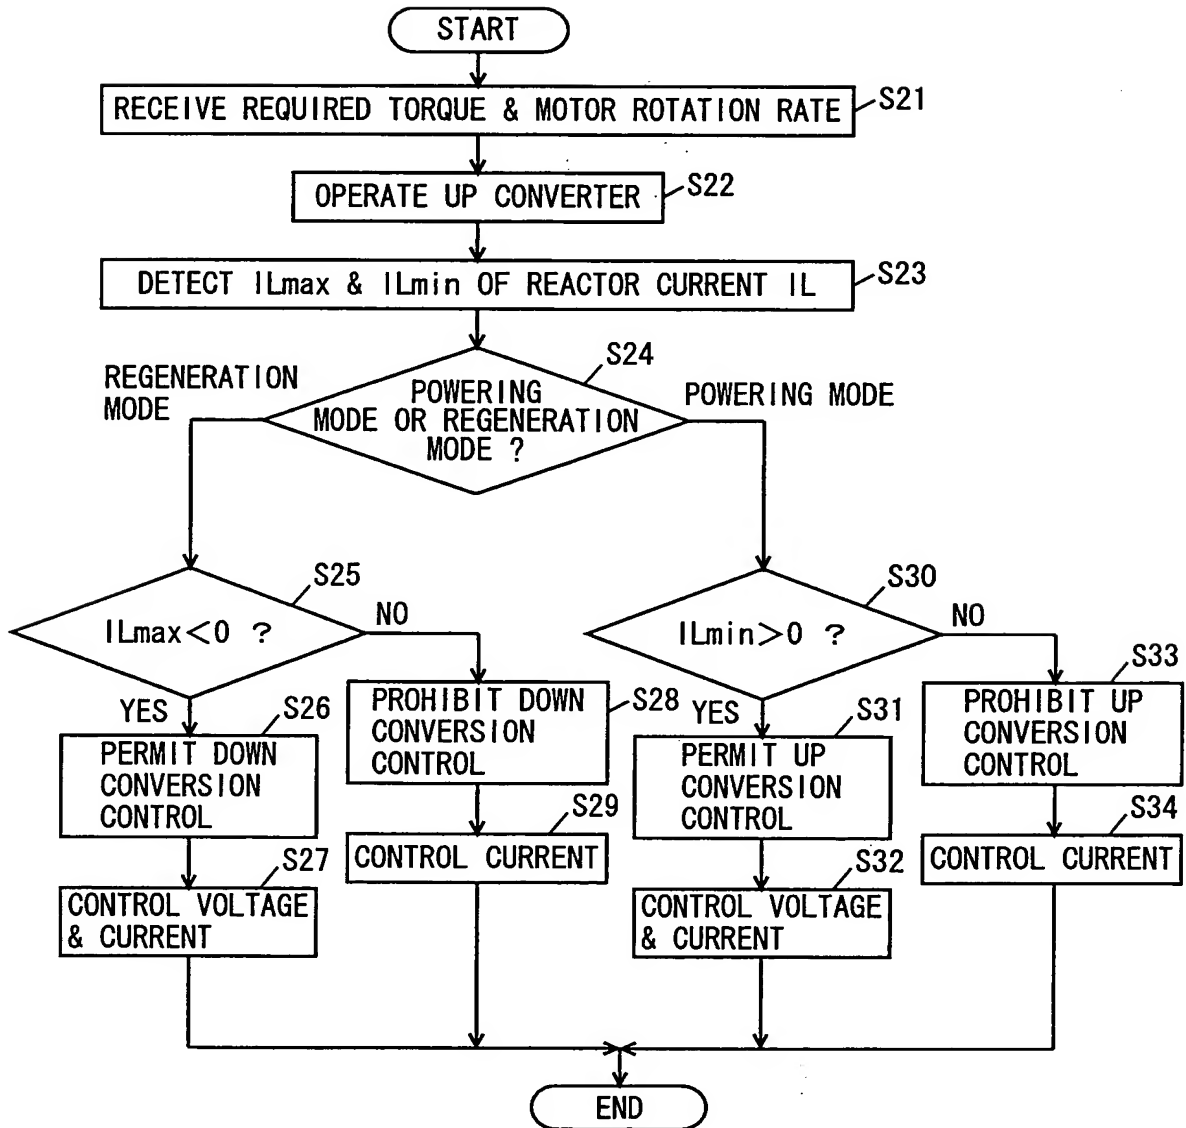 START
RECEIVE REQUIRED TORQUE & MOTOR ROTATION RATE
S21
OPERATE UP CONVERTER
S22
DETECT ILmax & ILmin OF REACTOR CURRENT IL
S23
S24
REGENERATION
MODE
POWERING
MODE OR REGENERATION
MODE ?
POWERING MODE
S25
ILmax<0 ?
NO
YES
S26
PERMIT DOWN
CONVERSION
CONTROL
S27
CONTROL VOLTAGE
& CURRENT
PROHIBIT DOWN
CONVERSION
CONTROL
S28
S29
CONTROL CURRENT
S30
ILmin>0 ?
NO
YES
S31
PERMIT UP
CONVERSION
CONTROL
S32
CONTROL VOLTAGE
& CURRENT
S33
PROHIBIT UP
CONVERSION
CONTROL
S34
CONTROL CURRENT
END